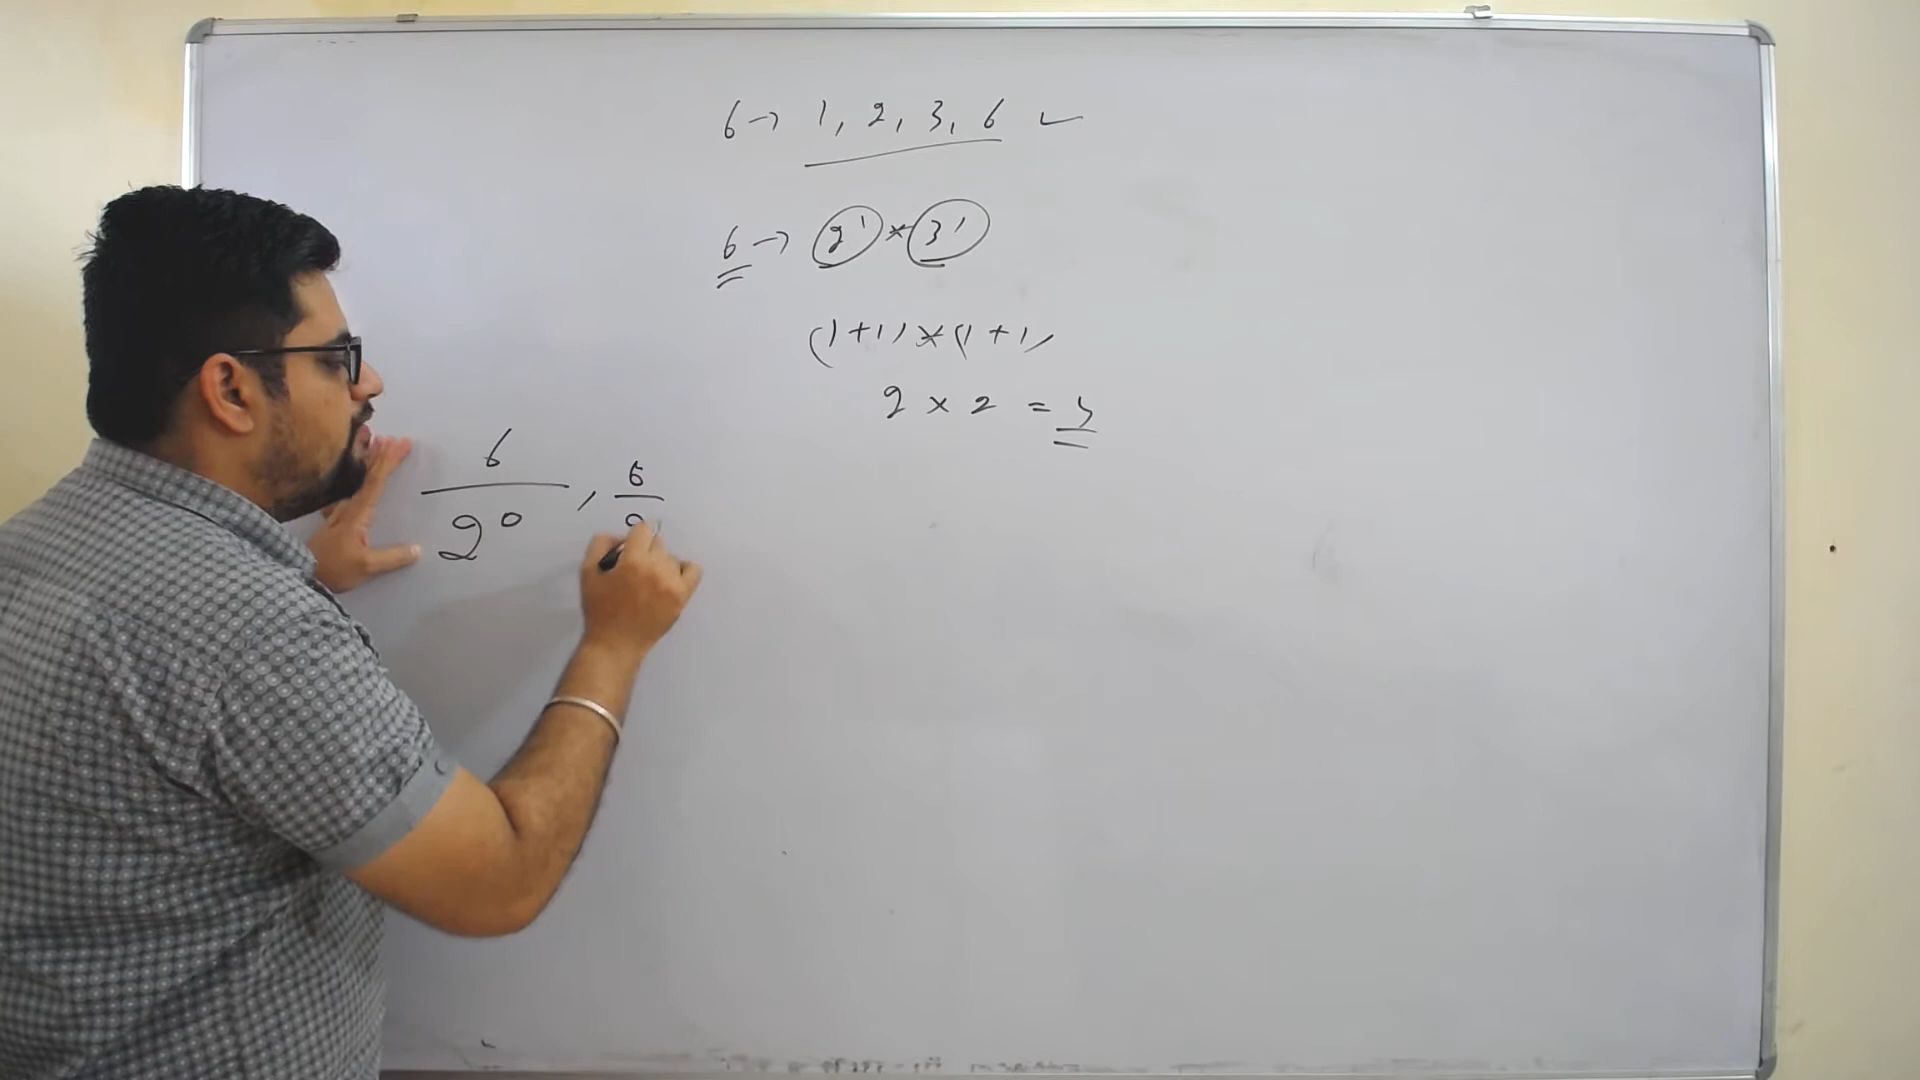 6 → 1, 2, 3, 6 ✓
6 → 2¹ * 3¹
(1+1) * (1+1)
2 × 2 = 4
6/2⁰, 6/2